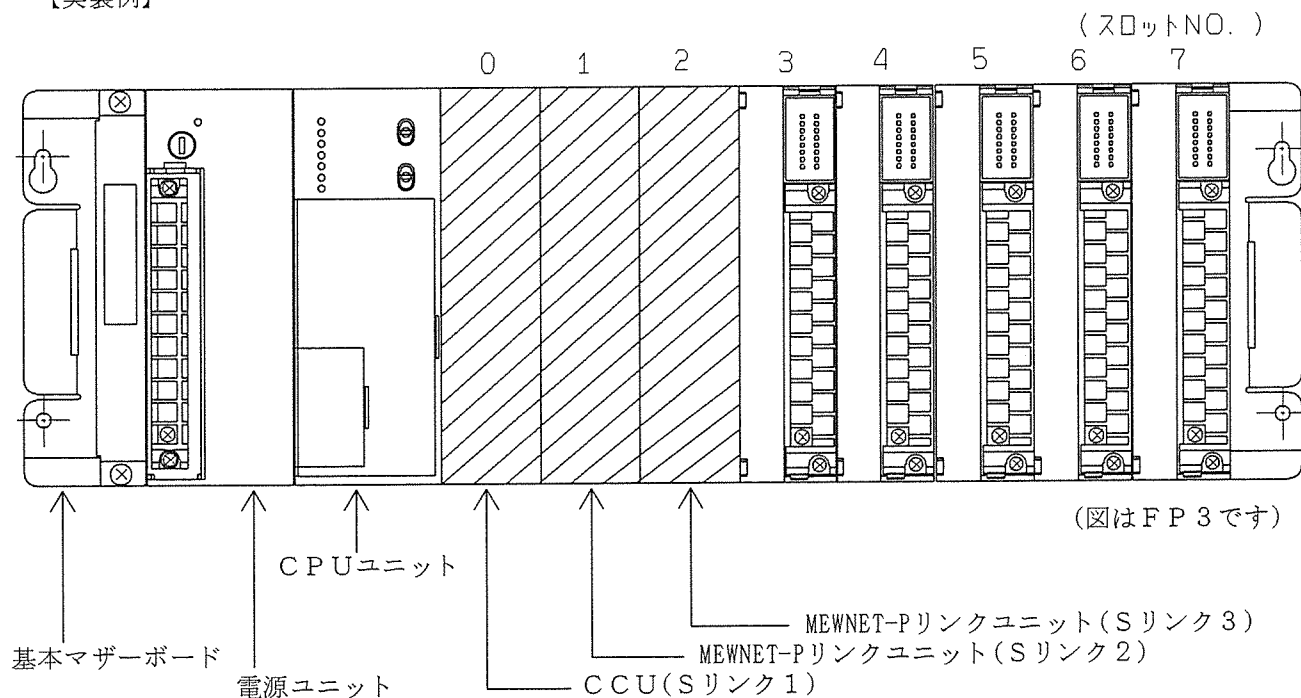 【実装例】
(スロットNO. )
0 1 2 3 4 5 6 7
(図はFP3です)
CPUユニット
MEWNET-Pリンクユニット(Sリンク3)
基本マザーボード
MEWNET-Pリンクユニット(Sリンク2)
電源ユニット
CCU(Sリンク1)